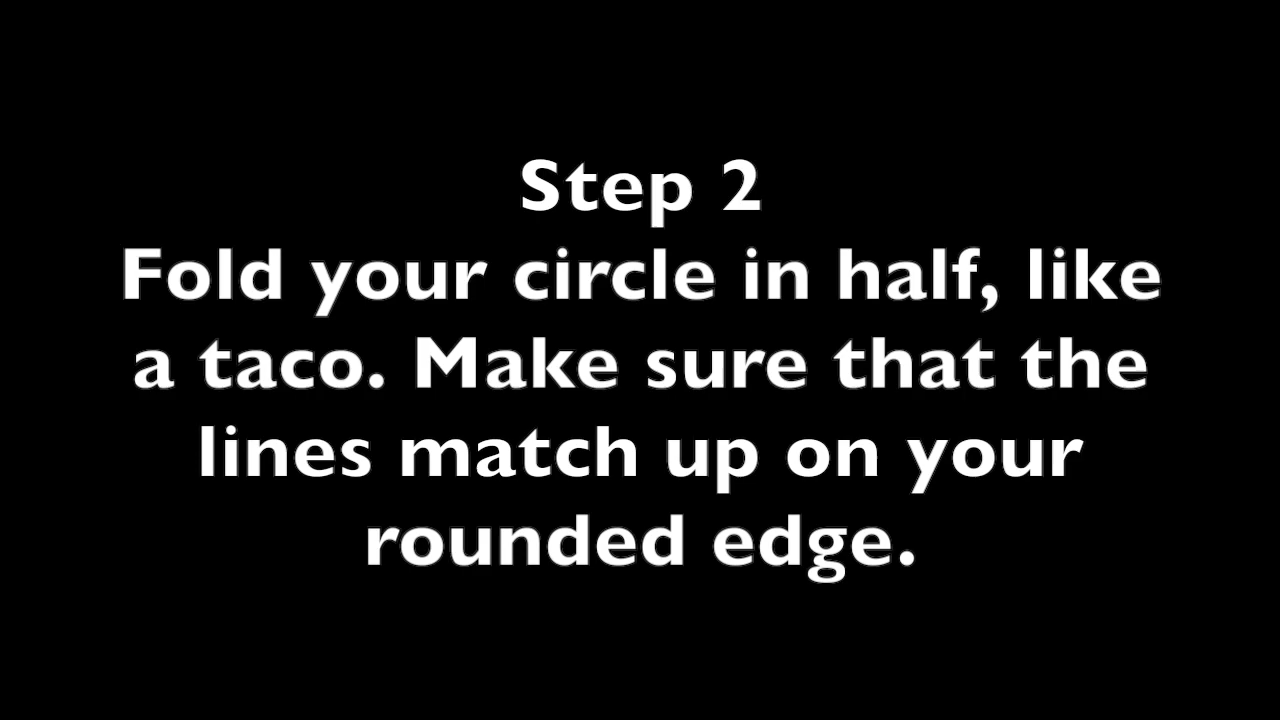 Step 2
Fold your circle in half, like
a taco. Make sure that the
lines match up on your
rounded edge.